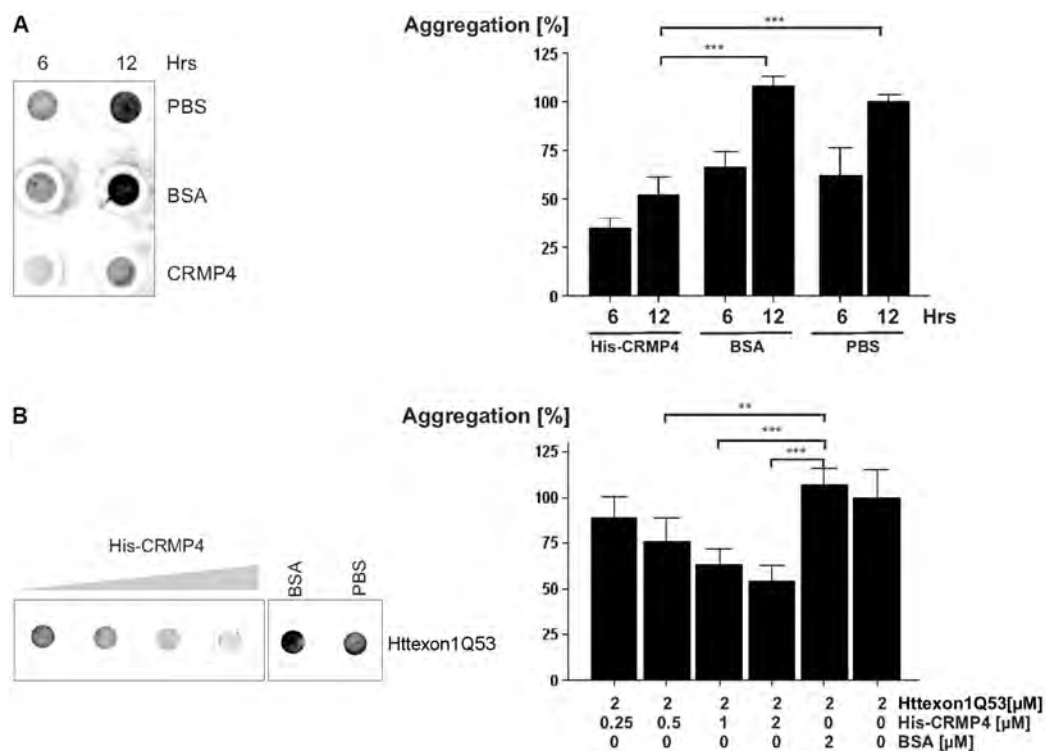 A
6 12 Hrs
PBS
BSA
CRMP4
Aggregation [%]
***
***
125
100
75
50
25
0
6 12 6 12 6 12 Hrs
His-CRMP4 BSA PBS
B
His-CRMP4
BSA
PBS
Httexon1Q53
Aggregation [%]
**
***
***
125
100
75
50
25
0
2 2 2 2 2 2 Httexon1Q53[µM]
0.25 0.5 1 2 0 0 His-CRMP4 [µM]
0 0 0 0 2 0 BSA [µM]